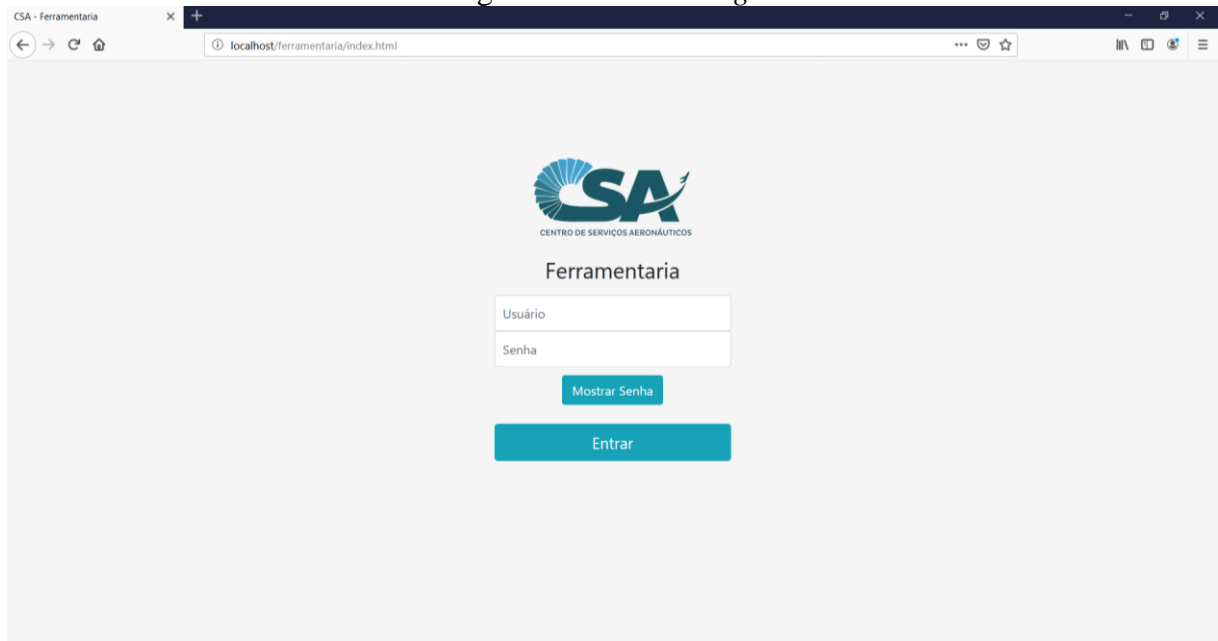 CSA - Ferramentaria
localhost/ferramentaria/index.html
CSA
CENTRO DE SERVIÇOS AERONÁUTICOS
Ferramentaria
Usuário
Senha
Mostrar Senha
Entrar